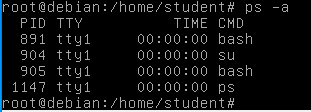 root@debian:/home/student# ps -a
PID TTY TIME CMD
891 tty1 00:00:00 bash
904 tty1 00:00:00 su
905 tty1 00:00:00 bash
1147 tty1 00:00:00 ps
root@debian:/home/student#